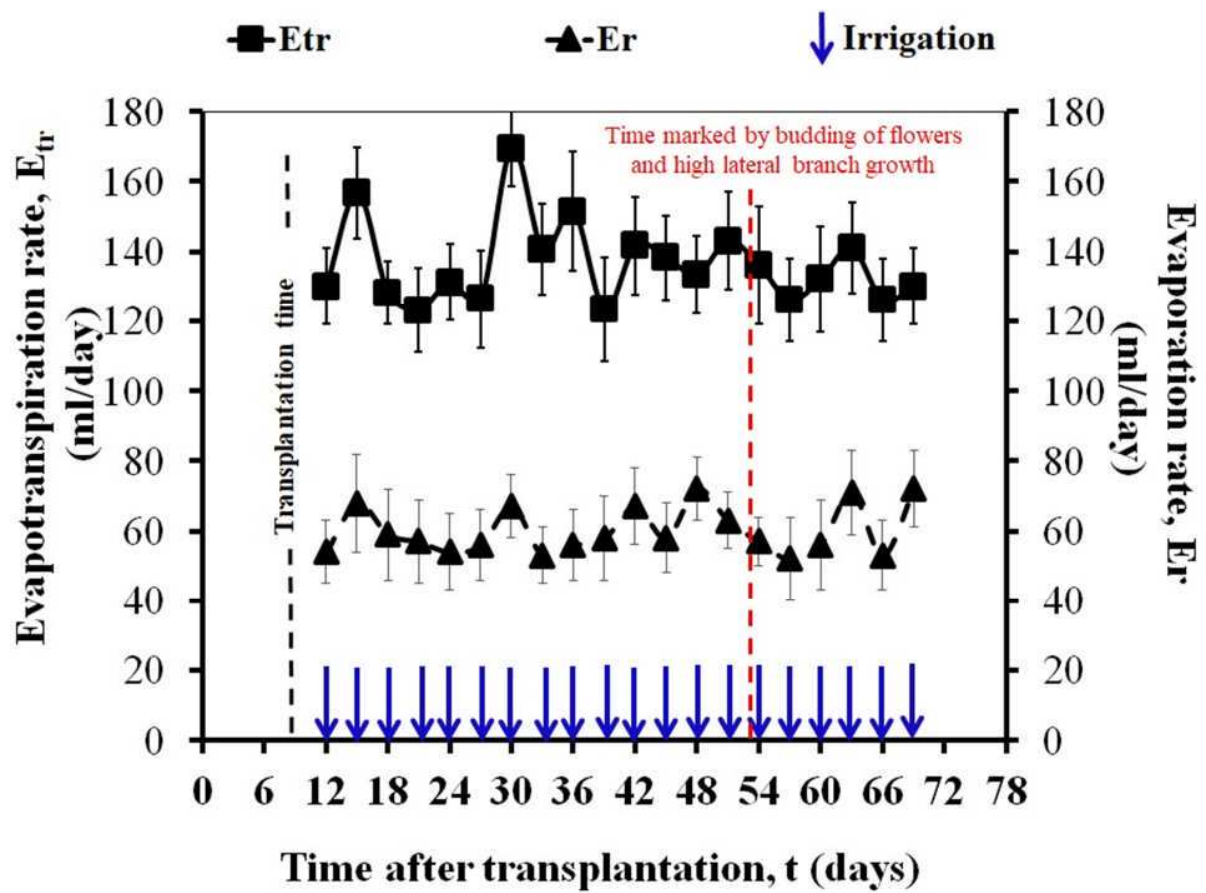 Etr
Er
Irrigation
Time marked by budding of flowers
and high lateral branch growth
Transplantation time
Evapotranspiration rate, Etr
(ml/day)
180
160
140
120
100
80
60
40
20
0
180
160
140
120
100
80
60
40
20
0
Evaporation rate, Er
(ml/day)
0 6 12 18 24 30 36 42 48 54 60 66 72 78
Time after transplantation, t (days)